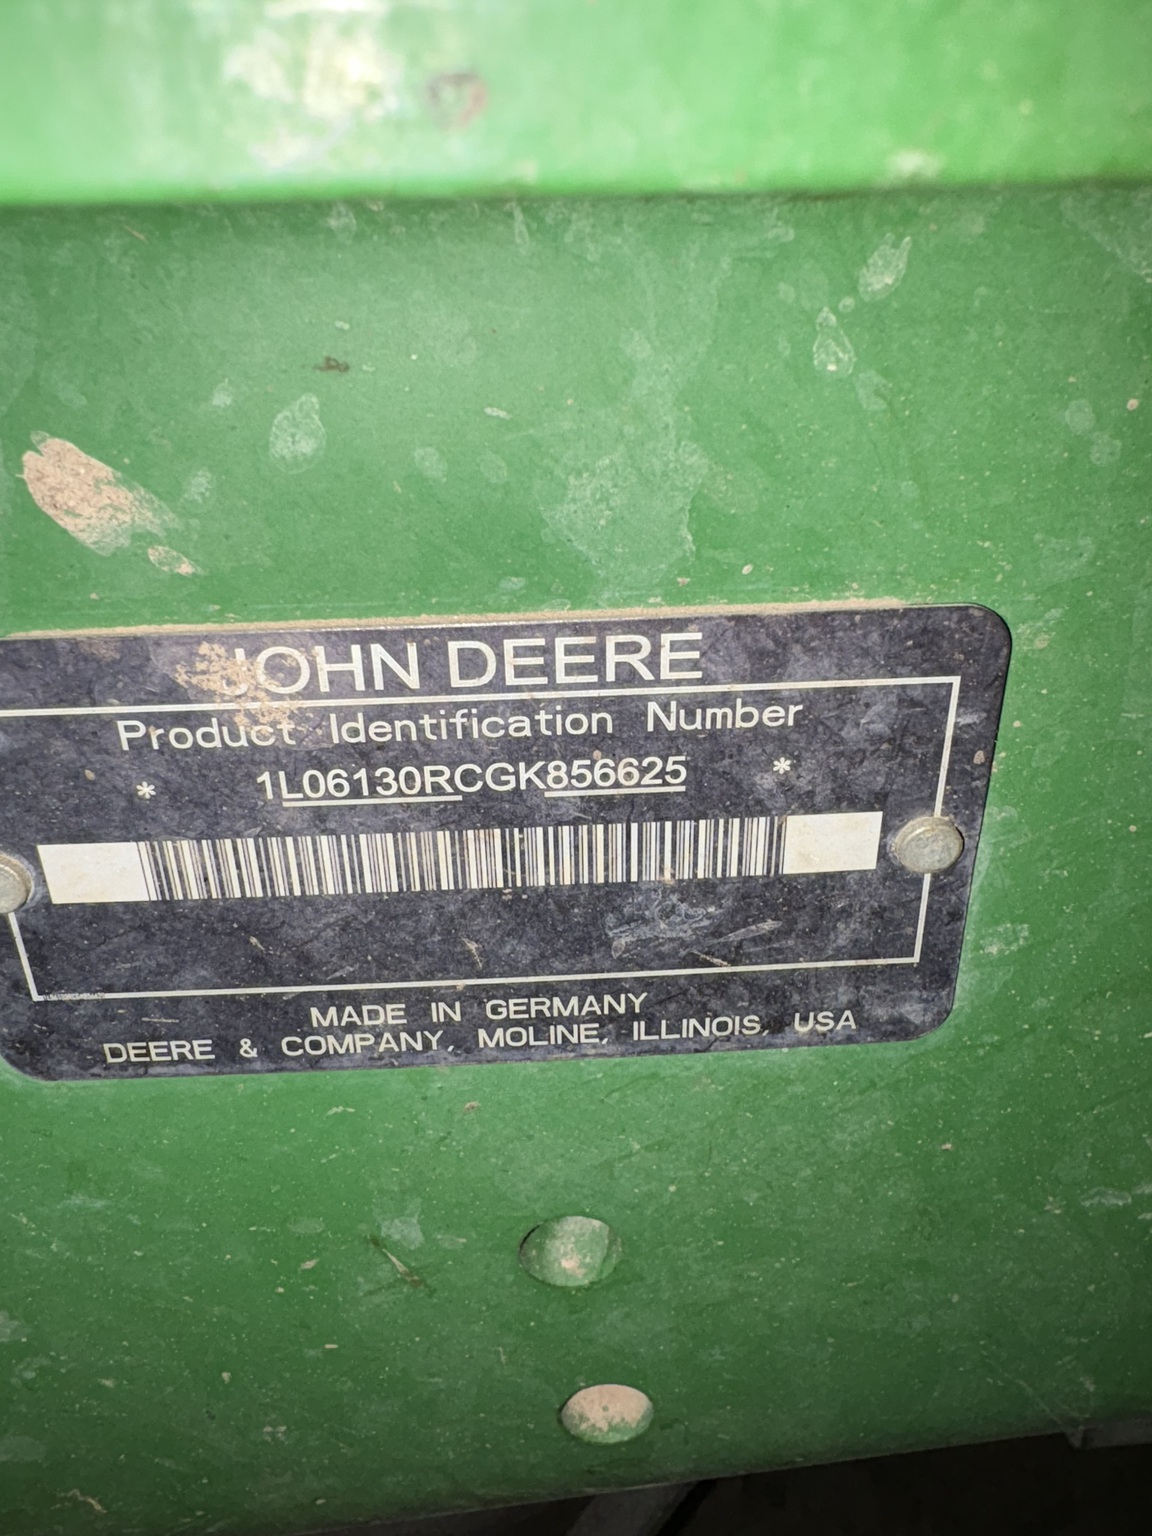 JOHN DEERE
Product Identification Number
* 1L06130RCGK856625 *
MADE IN GERMANY
DEERE & COMPANY, MOLINE, ILLINOIS, USA